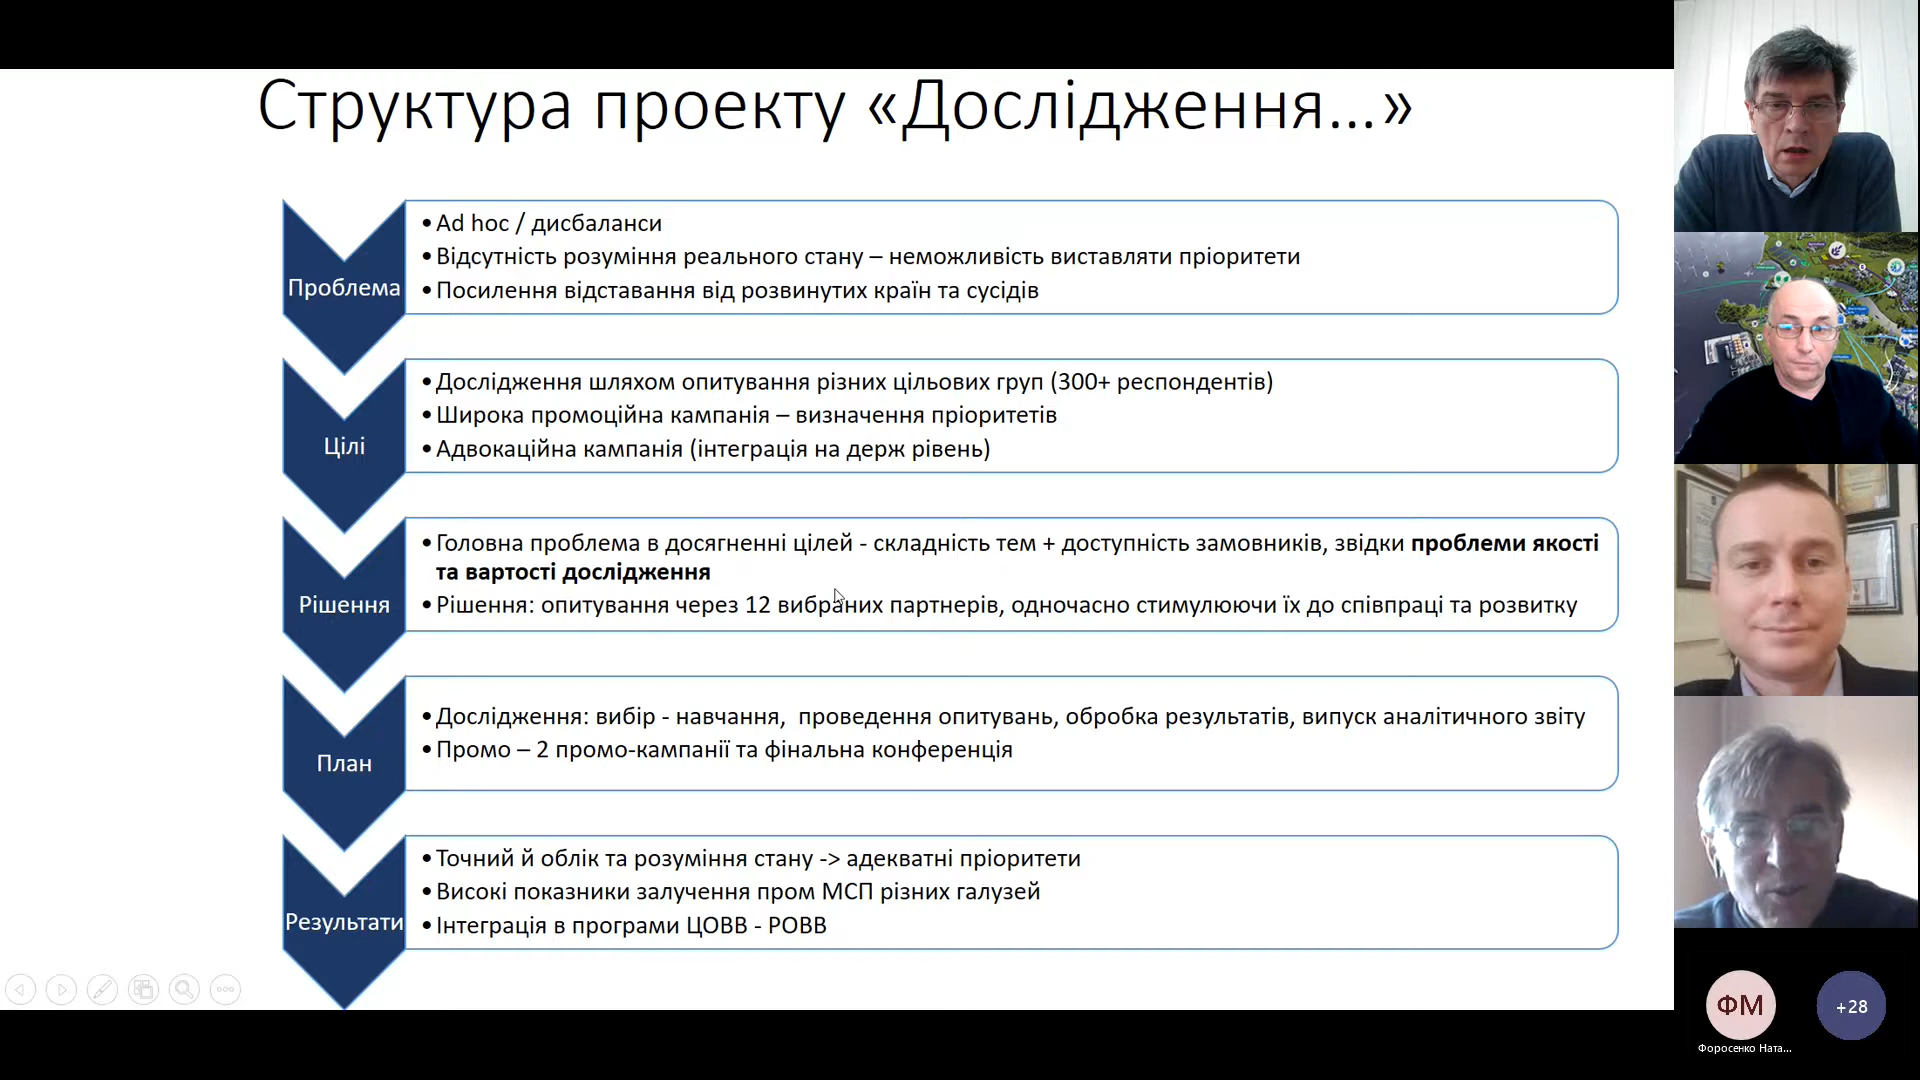 Структура проекту «Дослідження...»
Проблема
• Ad hoc / дисбаланси
• Відсутність розуміння реального стану – неможливість виставляти пріоритети
• Посилення відставання від розвинутих країн та сусідів
Цілі
• Дослідження шляхом опитування різних цільових груп (300+ респондентів)
• Широка промоційна кампанія – визначення пріоритетів
• Адвокаційна кампанія (інтеграція на держ рівень)
Рішення
• Головна проблема в досягненні цілей - складність тем + доступність замовників, звідки проблеми якості
та вартості дослідження
• Рішення: опитування через 12 вибраних партнерів, одночасно стимулюючи їх до співпраці та розвитку
План
• Дослідження: вибір - навчання, проведення опитувань, обробка результатів, випуск аналітичного звіту
• Промо – 2 промо-кампанії та фінальна конференція
Результати
• Точний й облік та розуміння стану -> адекватні пріоритети
• Високі показники залучення пром МСП різних галузей
• Інтеграція в програми ЦОВВ - РОВВ
ФМ
+28
Форосенко Ната...